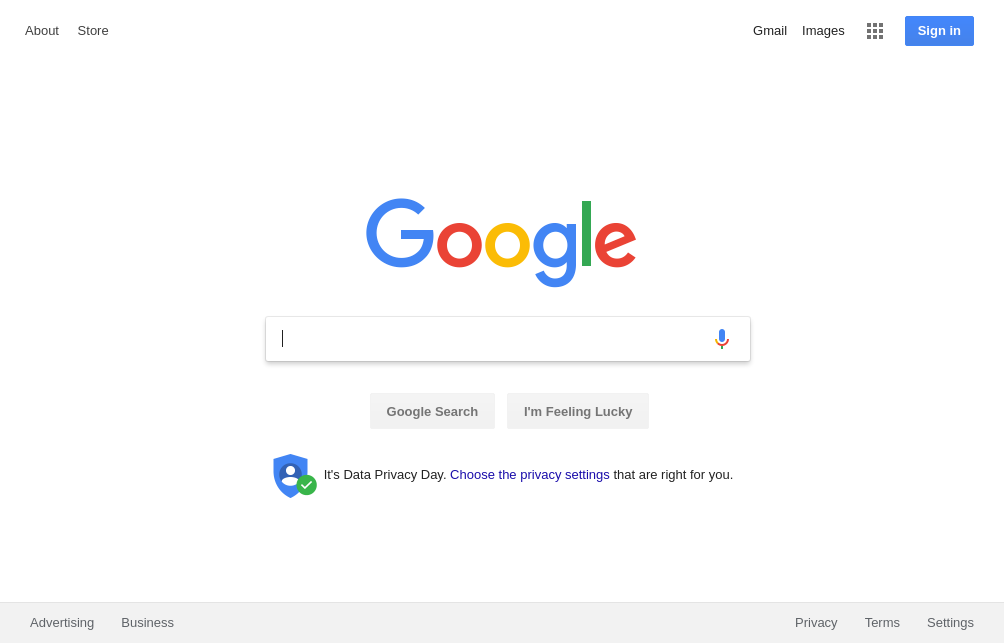 About Store Gmail Images Sign in
Google
Google Search I'm Feeling Lucky
It's Data Privacy Day. Choose the privacy settings that are right for you.
Advertising Business Privacy Terms Settings